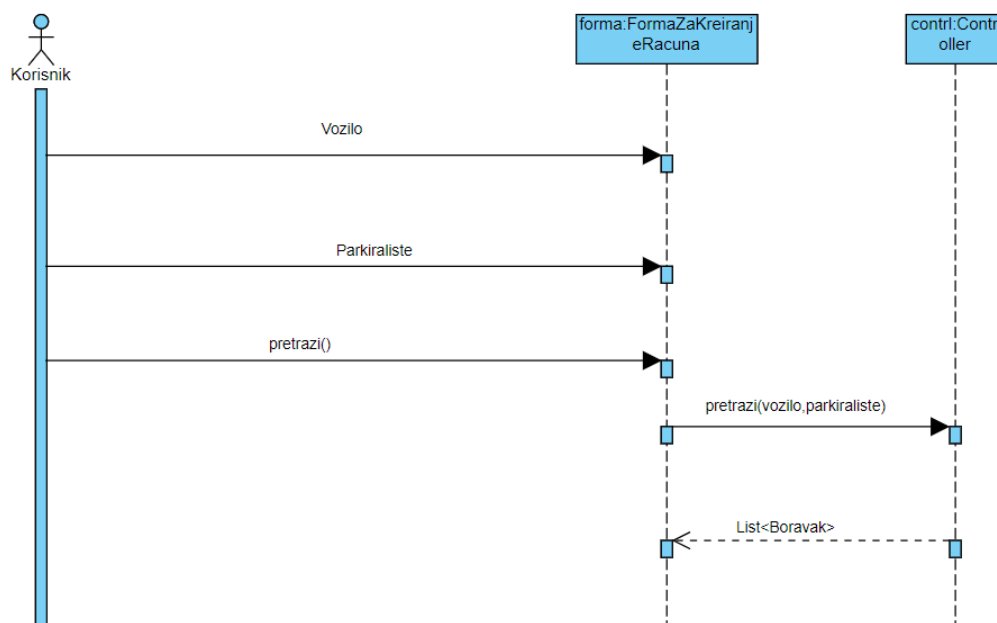 forma:FormaZaKreiranj
eRacuna
contrl:Contr
oller
Korisnik
Vozilo
Parkiraliste
pretrazi()
pretrazi(vozilo,parkiraliste)
List<Boravak>